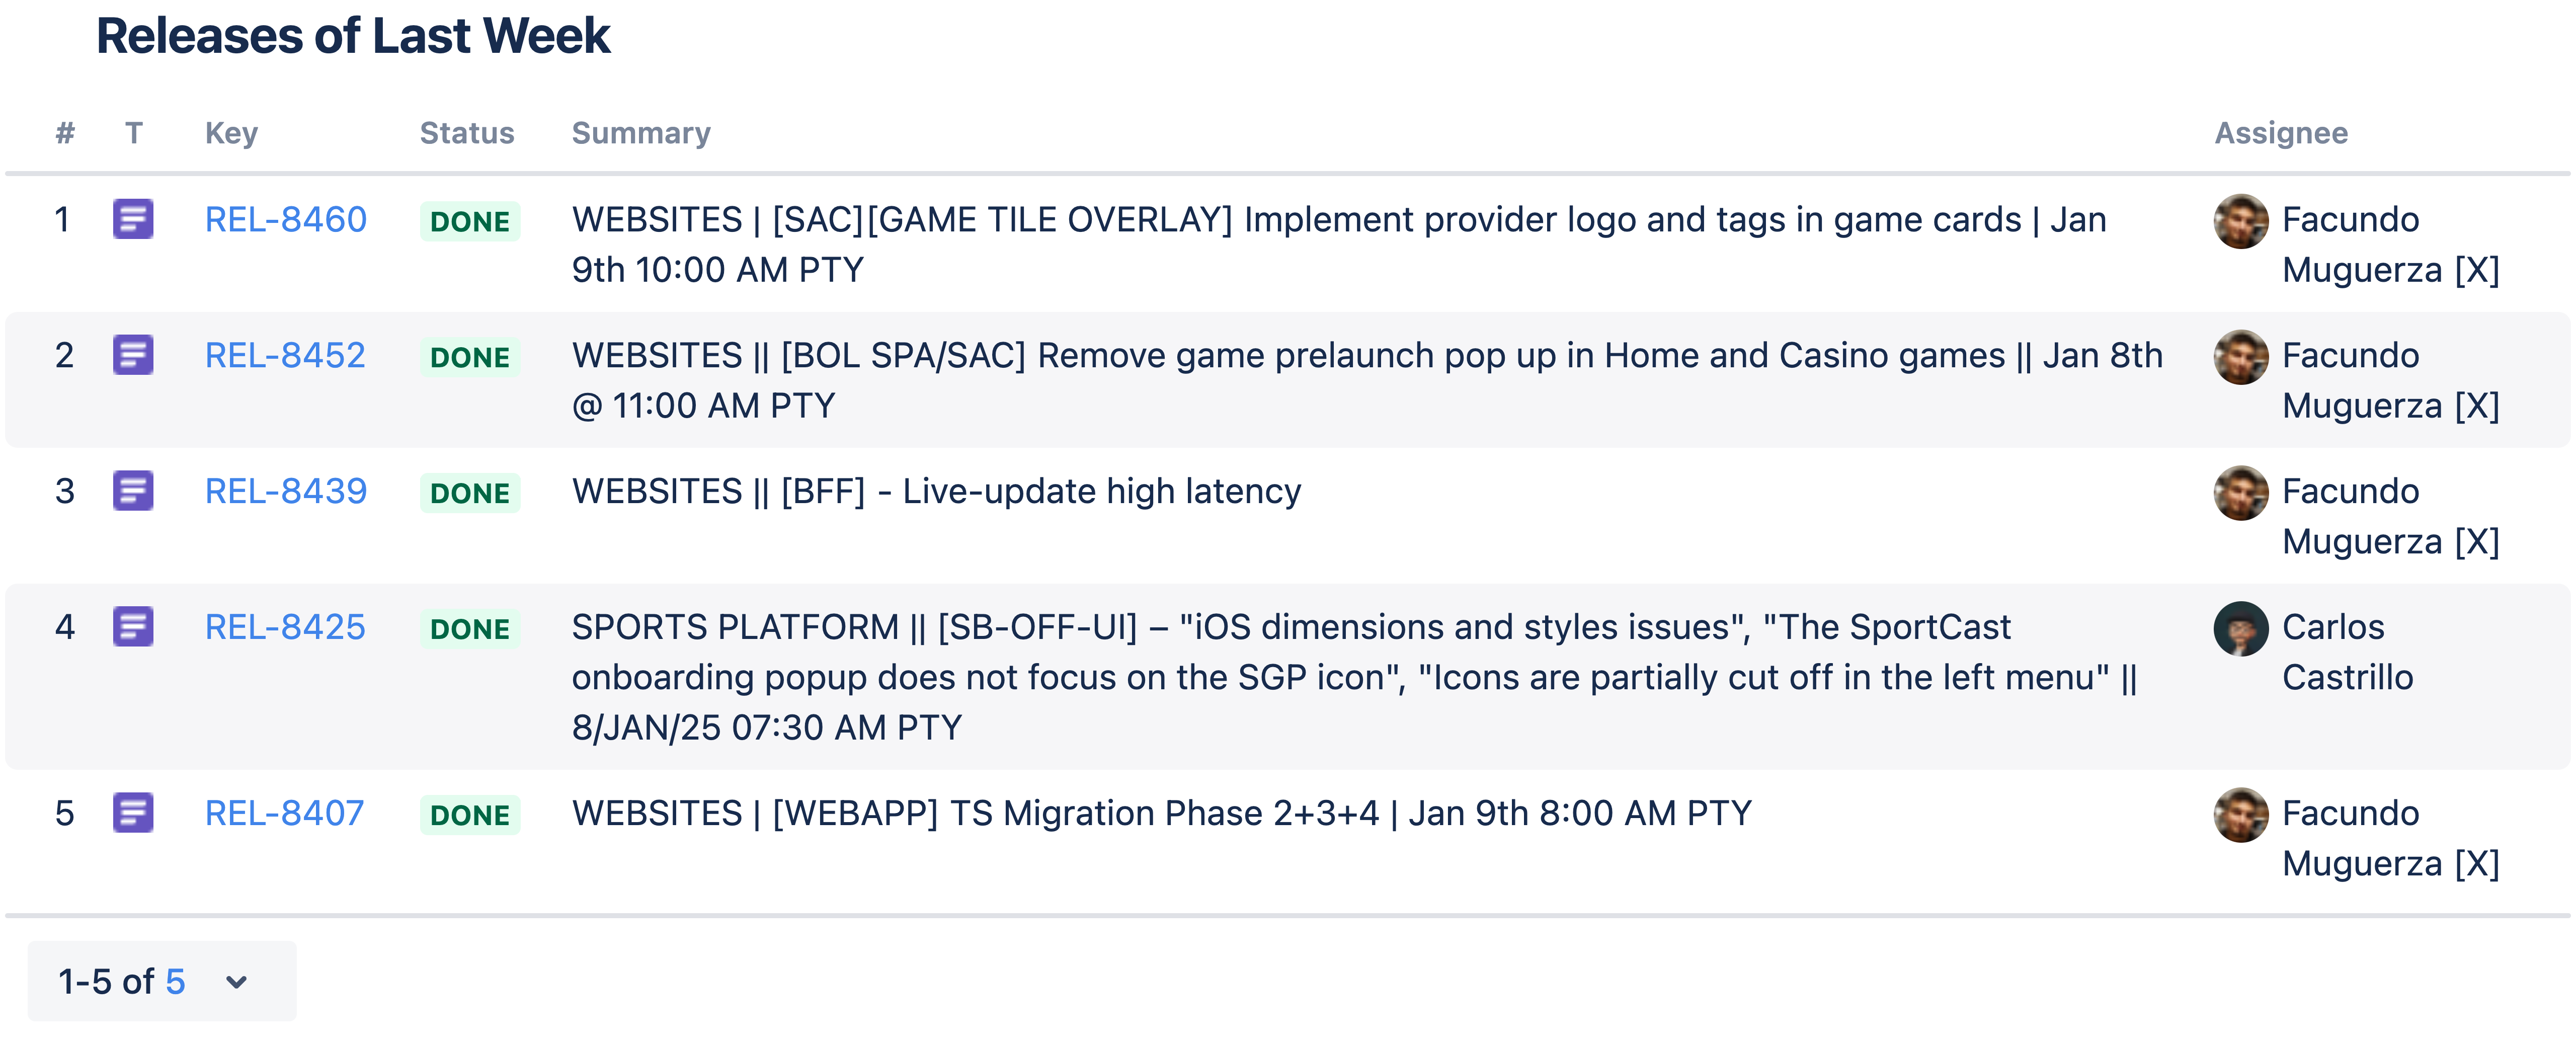 Releases of Last Week
# T Key Status Summary Assignee
1 REL-8460 DONE WEBSITES | [SAC][GAME TILE OVERLAY] Implement provider logo and tags in game cards | Jan Facundo
9th 10:00 AM PTY Muguerza [X]
2 REL-8452 DONE WEBSITES || [BOL SPA/SAC] Remove game prelaunch pop up in Home and Casino games || Jan 8th Facundo
@ 11:00 AM PTY Muguerza [X]
3 REL-8439 DONE WEBSITES || [BFF] - Live-update high latency Facundo
Muguerza [X]
4 REL-8425 DONE SPORTS PLATFORM || [SB-OFF-UI] – "iOS dimensions and styles issues", "The SportCast Carlos
onboarding popup does not focus on the SGP icon", "Icons are partially cut off in the left menu" || Castrillo
8/JAN/25 07:30 AM PTY
5 REL-8407 DONE WEBSITES | [WEBAPP] TS Migration Phase 2+3+4 | Jan 9th 8:00 AM PTY Facundo
Muguerza [X]
1-5 of 5